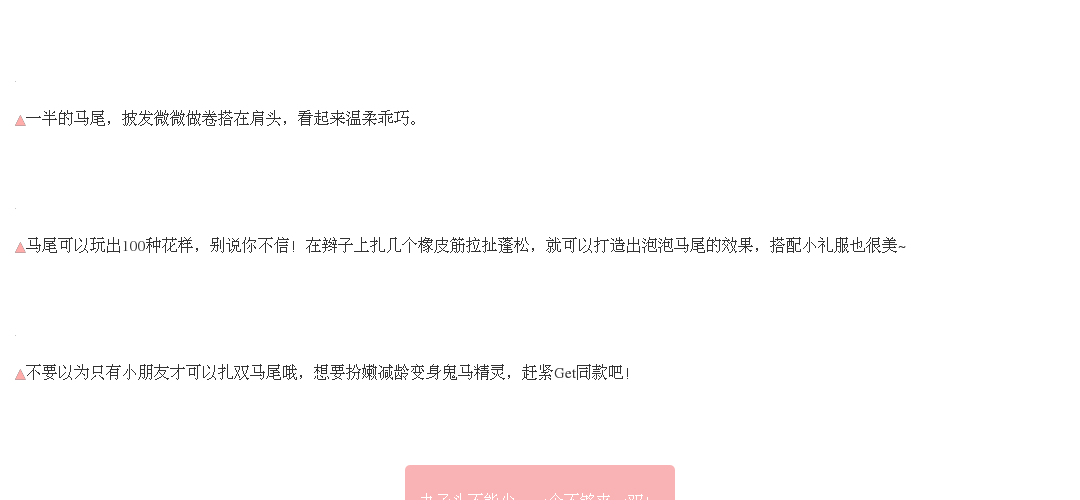 ▲一半的马尾，披发微微做卷搭在肩头，看起来温柔乖巧。
▲马尾可以玩出100种花样，别说你不信！在辫子上扎几个橡皮筋拉扯蓬松，就可以打造出泡泡马尾的效果，搭配小礼服也很美~
▲不要以为只有小朋友才可以扎双马尾哦，想要扮嫩减龄变身鬼马精灵，赶紧Get同款吧！